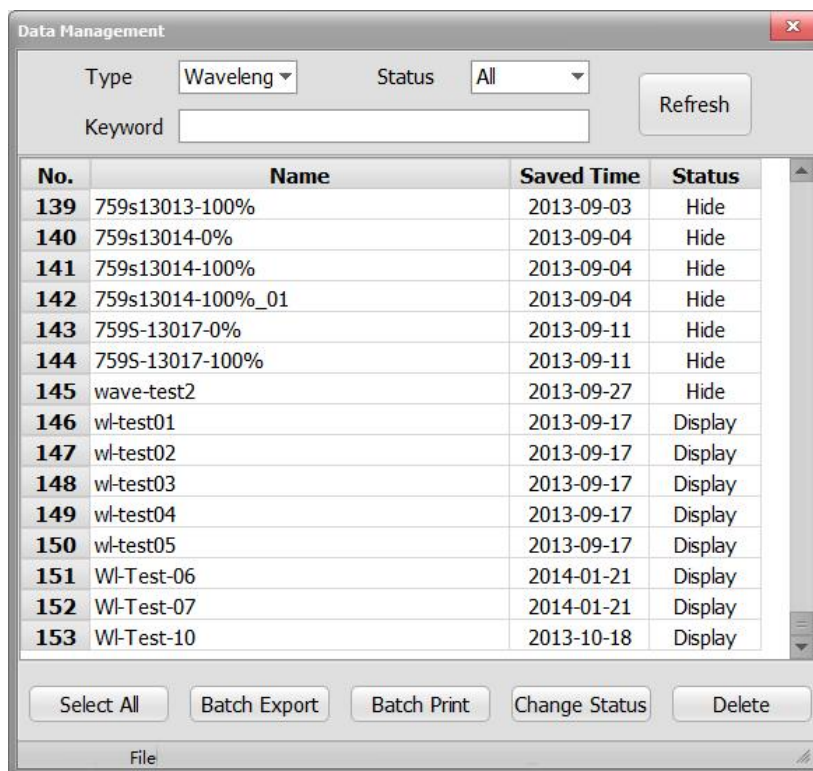 Data Management
Type Waveleng Status All
Refresh
Keyword
No. Name Saved Time Status
139 759s13013-100% 2013-09-03 Hide
140 759s13014-0% 2013-09-04 Hide
141 759s13014-100% 2013-09-04 Hide
142 759s13014-100%_01 2013-09-04 Hide
143 759S-13017-0% 2013-09-11 Hide
144 759S-13017-100% 2013-09-11 Hide
145 wave-test2 2013-09-27 Hide
146 wl-test01 2013-09-17 Display
147 wl-test02 2013-09-17 Display
148 wl-test03 2013-09-17 Display
149 wl-test04 2013-09-17 Display
150 wl-test05 2013-09-17 Display
151 Wl-Test-06 2014-01-21 Display
152 Wl-Test-07 2014-01-21 Display
153 Wl-Test-10 2013-10-18 Display
Select All Batch Export Batch Print Change Status Delete
File